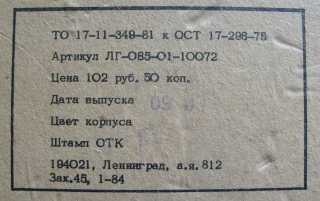 ТО 17-11-349-81 к ОСТ 17-298-75
Артикул ЛГ-085-01-10072
Цена 102 руб. 50 коп.
Дата выпуска
Цвет корпуса
Штамп ОТК
194021, Ленинград, а.я. 812
Зак. 45, 1-84